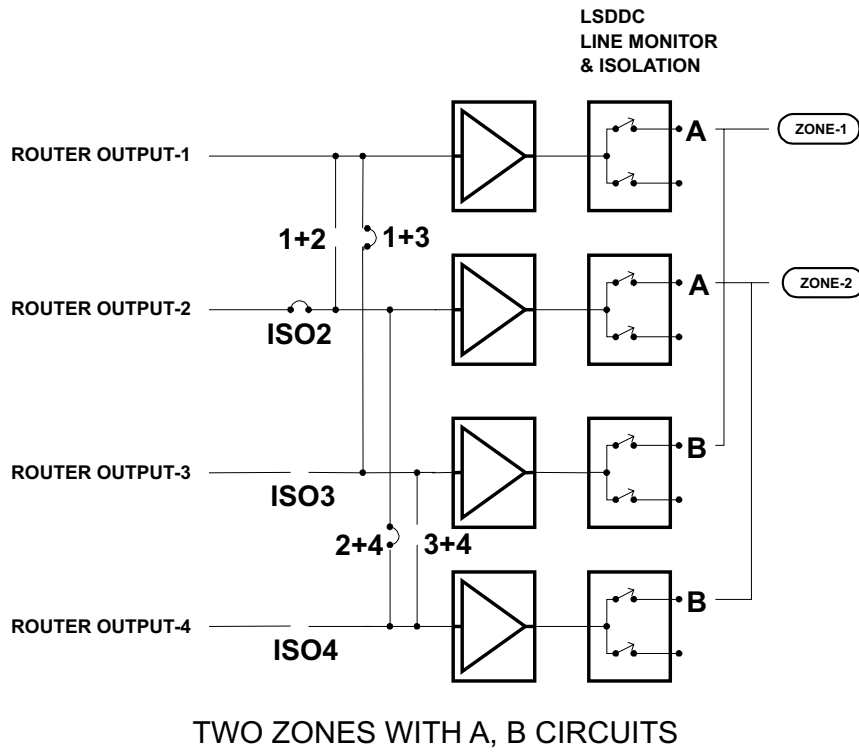 LSDDC
LINE MONITOR
& ISOLATION
A
ZONE-1
ROUTER OUTPUT-1
1+2
1+3
A
ZONE-2
ROUTER OUTPUT-2
ISO2
B
ROUTER OUTPUT-3
ISO3
2+4
3+4
B
ROUTER OUTPUT-4
ISO4
TWO ZONES WITH A, B CIRCUITS